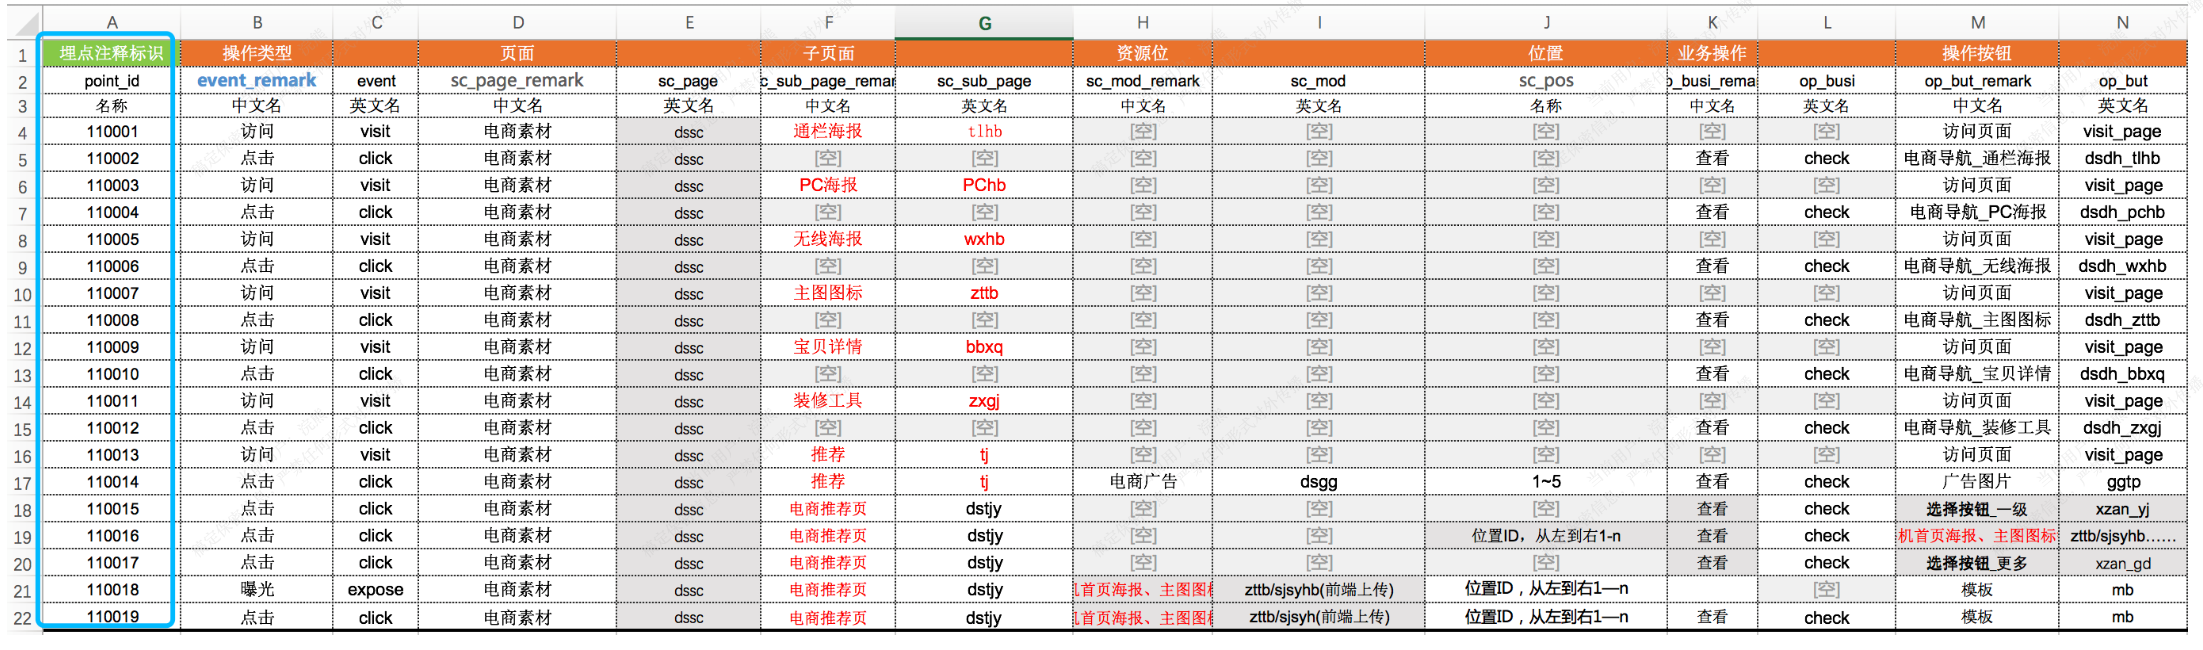 A B C D E F G H I J K L M N
1 埋点注释标识 操作类型 页面 子页面 资源位 位置 业务操作 操作按钮
2 point_id event_remark event sc_page_remark sc_page c_sub_page_remar sc_sub_page sc_mod_remark sc_mod sc_pos o_busi_rema op_busi op_but_remark op_but
3 名称 中文名 英文名 中文名 英文名 中文名 英文名 中文名 英文名 名称 中文名 英文名 中文名 英文名
4 110001 访问 visit 电商素材 dssc 通栏海报 tlhb [空] [空] [空] [空] [空] 访问页面 visit_page
5 110002 点击 click 电商素材 dssc [空] [空] [空] [空] [空] 查看 check 电商导航_通栏海报 dsdh_tlhb
6 110003 访问 visit 电商素材 dssc PC海报 PChb [空] [空] [空] [空] [空] 访问页面 visit_page
7 110004 点击 click 电商素材 dssc [空] [空] [空] [空] [空] 查看 check 电商导航_PC海报 dsdh_pchb
8 110005 访问 visit 电商素材 dssc 无线海报 wxhb [空] [空] [空] [空] [空] 访问页面 visit_page
9 110006 点击 click 电商素材 dssc [空] [空] [空] [空] [空] 查看 check 电商导航_无线海报 dsdh_wxhb
10 110007 访问 visit 电商素材 dssc 主图图标 zttb [空] [空] [空] [空] [空] 访问页面 visit_page
11 110008 点击 click 电商素材 dssc [空] [空] [空] [空] [空] 查看 check 电商导航_主图图标 dsdh_zttb
12 110009 访问 visit 电商素材 dssc 宝贝详情 bbxq [空] [空] [空] [空] [空] 访问页面 visit_page
13 110010 点击 click 电商素材 dssc [空] [空] [空] [空] [空] 查看 check 电商导航_宝贝详情 dsdh_bbxq
14 110011 访问 visit 电商素材 dssc 装修工具 zxgj [空] [空] [空] [空] [空] 访问页面 visit_page
15 110012 点击 click 电商素材 dssc [空] [空] [空] [空] [空] 查看 check 电商导航_装修工具 dsdh_zxgj
16 110013 访问 visit 电商素材 dssc 推荐 tj [空] [空] [空] [空] [空] 访问页面 visit_page
17 110014 点击 click 电商素材 dssc 推荐 tj 电商广告 dsgg 1~5 查看 check 广告图片 ggtp
18 110015 点击 click 电商素材 dssc 电商推荐页 dstjy [空] [空] [空] 查看 check 选择按钮_一级 xzan_yj
19 110016 点击 click 电商素材 dssc 电商推荐页 dstjy [空] [空] 位置ID，从左到右1-n 查看 check 机首页海报、主图图标 zttb/sjsyhb……
20 110017 点击 click 电商素材 dssc 电商推荐页 dstjy [空] [空] [空] 查看 check 选择按钮_更多 xzan_gd
21 110018 曝光 expose 电商素材 dssc 电商推荐页 dstjy 首页海报、主图图标 zttb/sjsyhb(前端上传) 位置ID，从左到右1—n [空] 模板 mb
22 110019 点击 click 电商素材 dssc 电商推荐页 dstjy 首页海报、主图图标 zttb/sjsyh(前端上传) 位置ID，从左到右1—n 查看 check 模板 mb